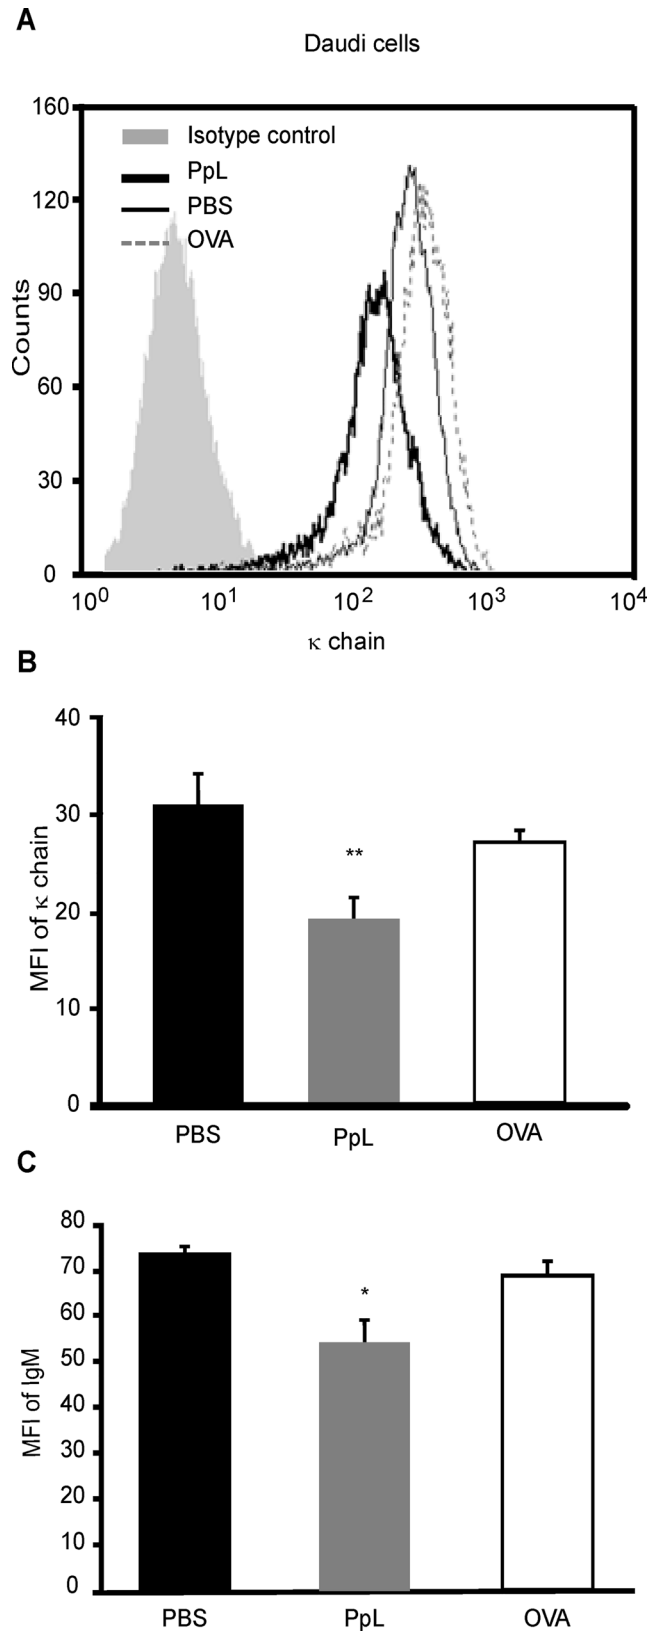 A
Daudi cells
160
120
90
60
30
0
Counts
Isotype control
PpL
PBS
OVA
10^0 10^1 10^2 10^3 10^4
κ chain
B
40
30
20
10
0
MFI of κ chain
**
PBS PpL OVA
C
80
70
60
50
40
30
20
10
0
MFI of IgM
*
PBS PpL OVA